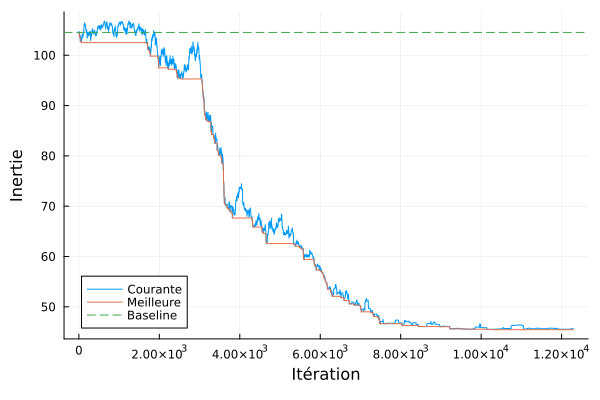 Inertie
100
90
80
70
60
50
Courante
Meilleure
Baseline
0
2.00×10³
4.00×10³
6.00×10³
8.00×10³
1.00×10⁴
1.20×10⁴
Itération